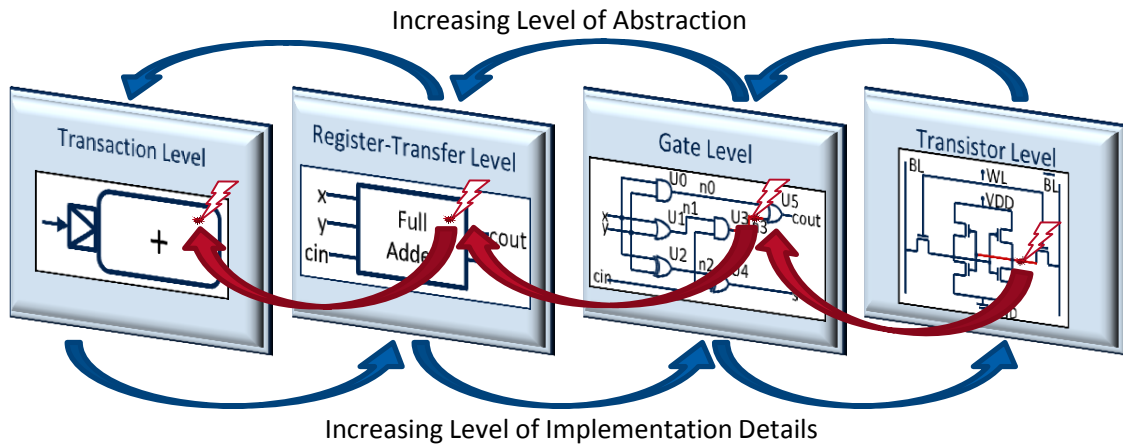 Increasing Level of Abstraction
Transaction Level
+
Register-Transfer Level
x
y
cin
Full
cout
Gate Level
U0
n0
U5
x
y
U1
n1
cout
U2
n2
U4
cin
Transistor Level
BL
WL
BL
VDD
Increasing Level of Implementation Details